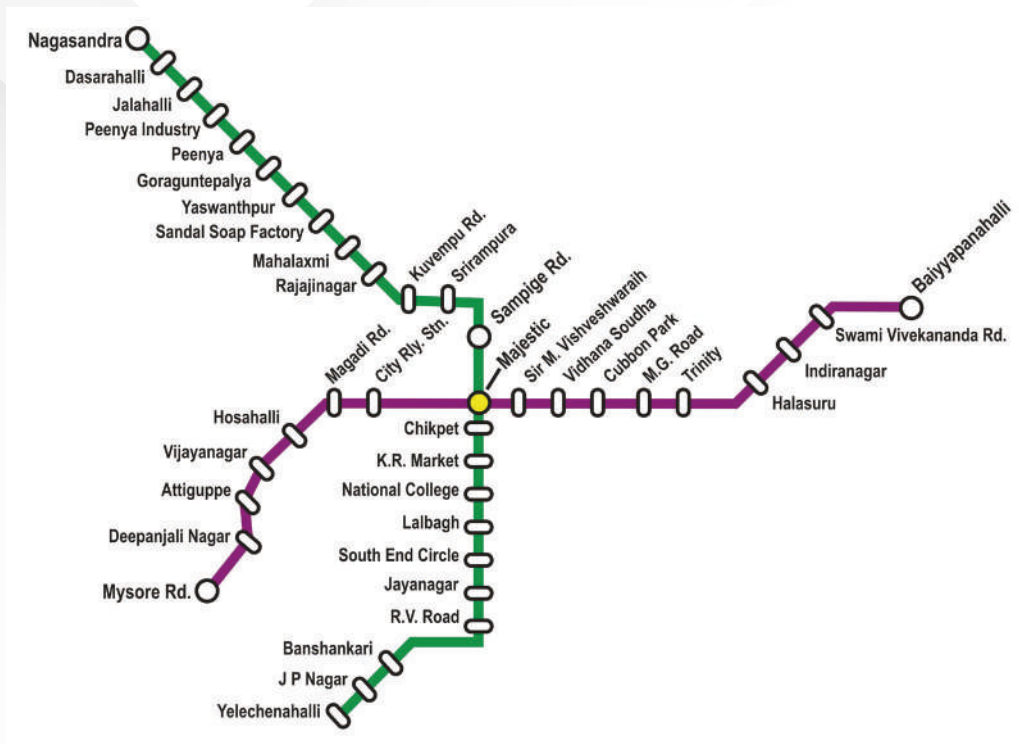 Nagasandra
Dasarahalli
Jalahalli
Peenya Industry
Peenya
Goraguntepalya
Yaswanthpur
Sandal Soap Factory
Mahalaxmi
Rajajinagar
Kuvempu Rd.
Srirampura
Sampige Rd.
Majestic
Magadi Rd.
City Rly. Stn.
Sir M. Vishveshwaraih
Vidhana Soudha
Cubbon Park
M.G. Road
Trinity
Baiyyapanahalli
Swami Vivekananda Rd.
Indiranagar
Halasuru
Hosahalli
Vijayanagar
Attiguppe
Deepanjali Nagar
Mysore Rd.
Chikpet
K.R. Market
National College
Lalbagh
South End Circle
Jayanagar
R.V. Road
Banshankari
J P Nagar
Yelechenahalli